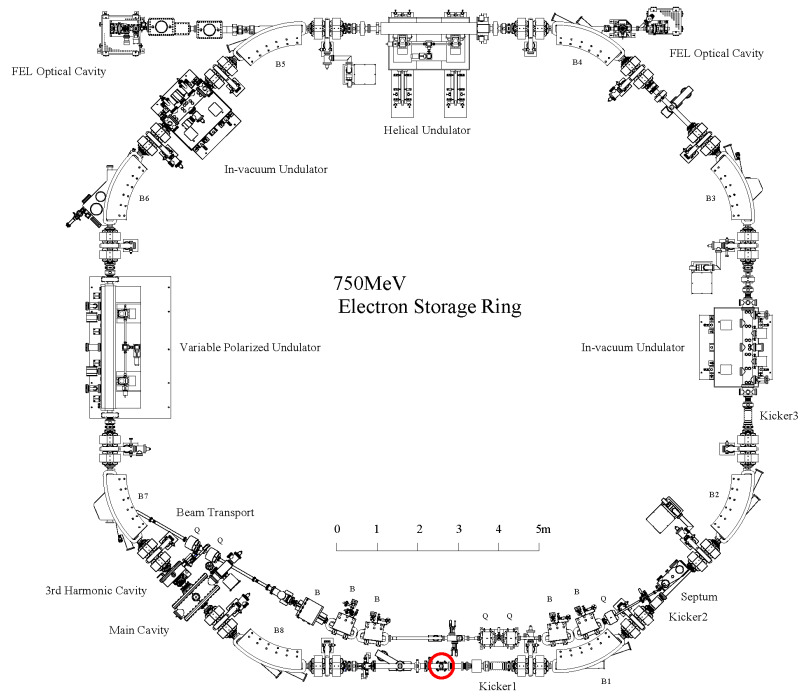 FEL Optical Cavity
FEL Optical Cavity
B5
B4
Helical Undulator
In-vacuum Undulator
B6
B3
750MeV
Electron Storage Ring
Variable Polarized Undulator
In-vacuum Undulator
Kicker3
B7
B2
Beam Transport
Q
Q
0 1 2 3 4 5m
3rd Harmonic Cavity
Septum
B
B
B
B
B
Q
Kicker2
Main Cavity
Q
Q
B8
B1
Kicker1